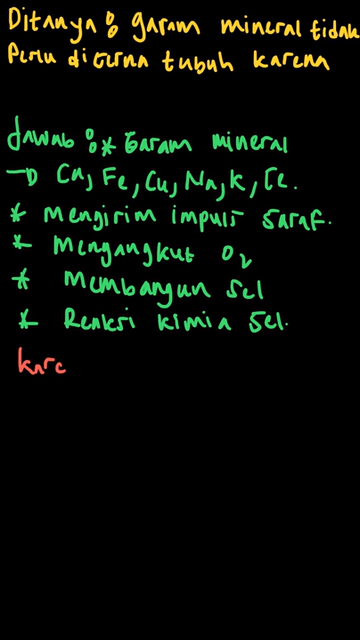 Ditanya : garam mineral tidak
Perlu dicerna tubuh karena
Jawab : * Garam mineral
→ Ca, Fe, Cu, Na, K, Ce.
* Mengirim impuls saraf.
* Mengangkut O2
* Membangun sel
* Reaksi kimia sel.
kare